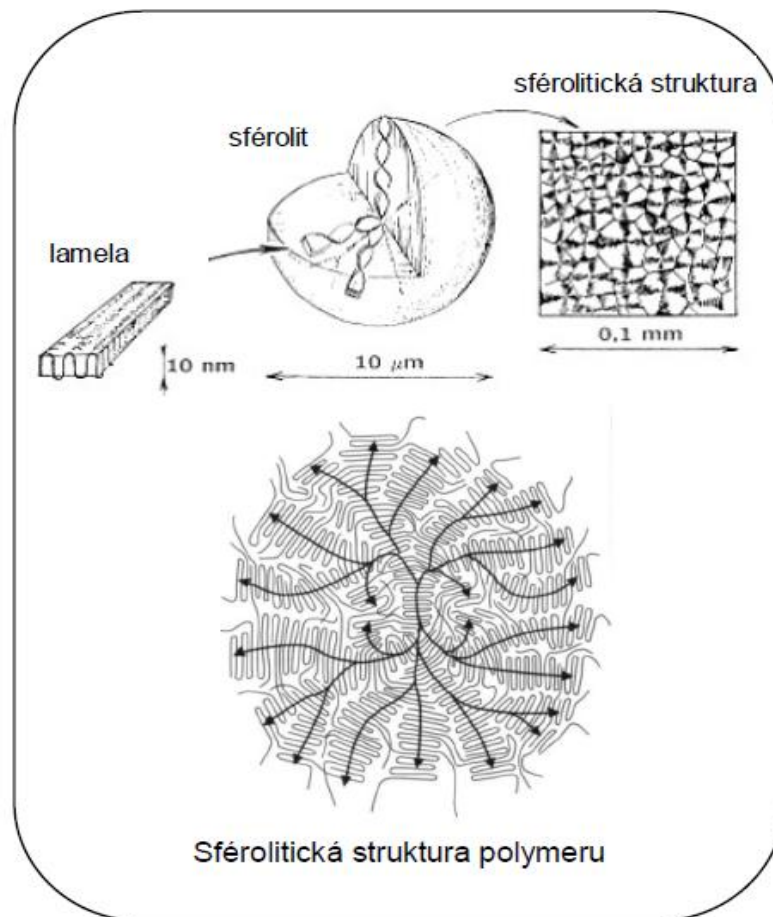 sférolitická struktura
sférolit
lamela
10 nm
10 μm
0,1 mm
Sférolitická struktura polymeru